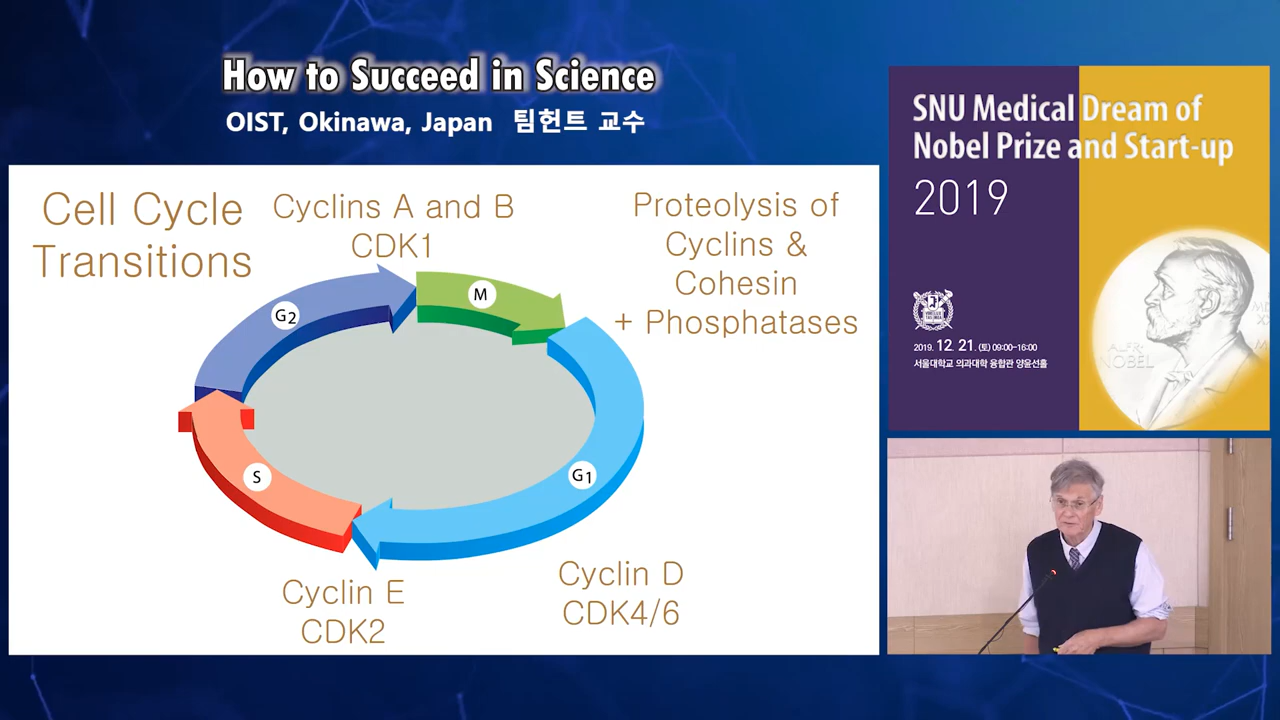 How to Succeed in Science
OIST, Okinawa, Japan 팀헌트 교수
Cell Cycle
Transitions
Cyclins A and B
CDK1
Proteolysis of
Cyclins &
Cohesin
+ Phosphatases
M
G2
S
G1
Cyclin E
CDK2
Cyclin D
CDK4/6
SNU Medical Dream of
Nobel Prize and Start-up
2019
2019. 12. 21. (토) 09:00-16:00
서울대학교 의과대학 융합관 양윤선홀
ALFR
NOBEL